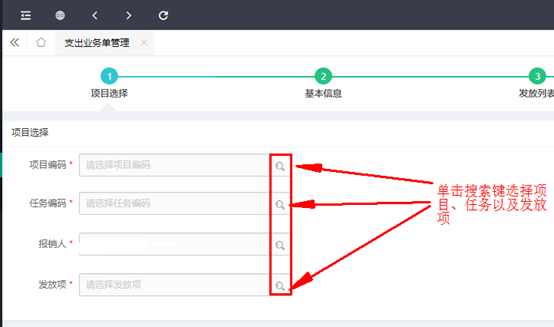 支出业务单管理
1 2 3
项目选择 基本信息 发放列表
项目选择
项目编码 * 请选择项目编码
任务编码 * 请选择任务编码
报销人 *
发放项 * 请选择发放项
单击搜索键选择项
目、任务以及发放
项